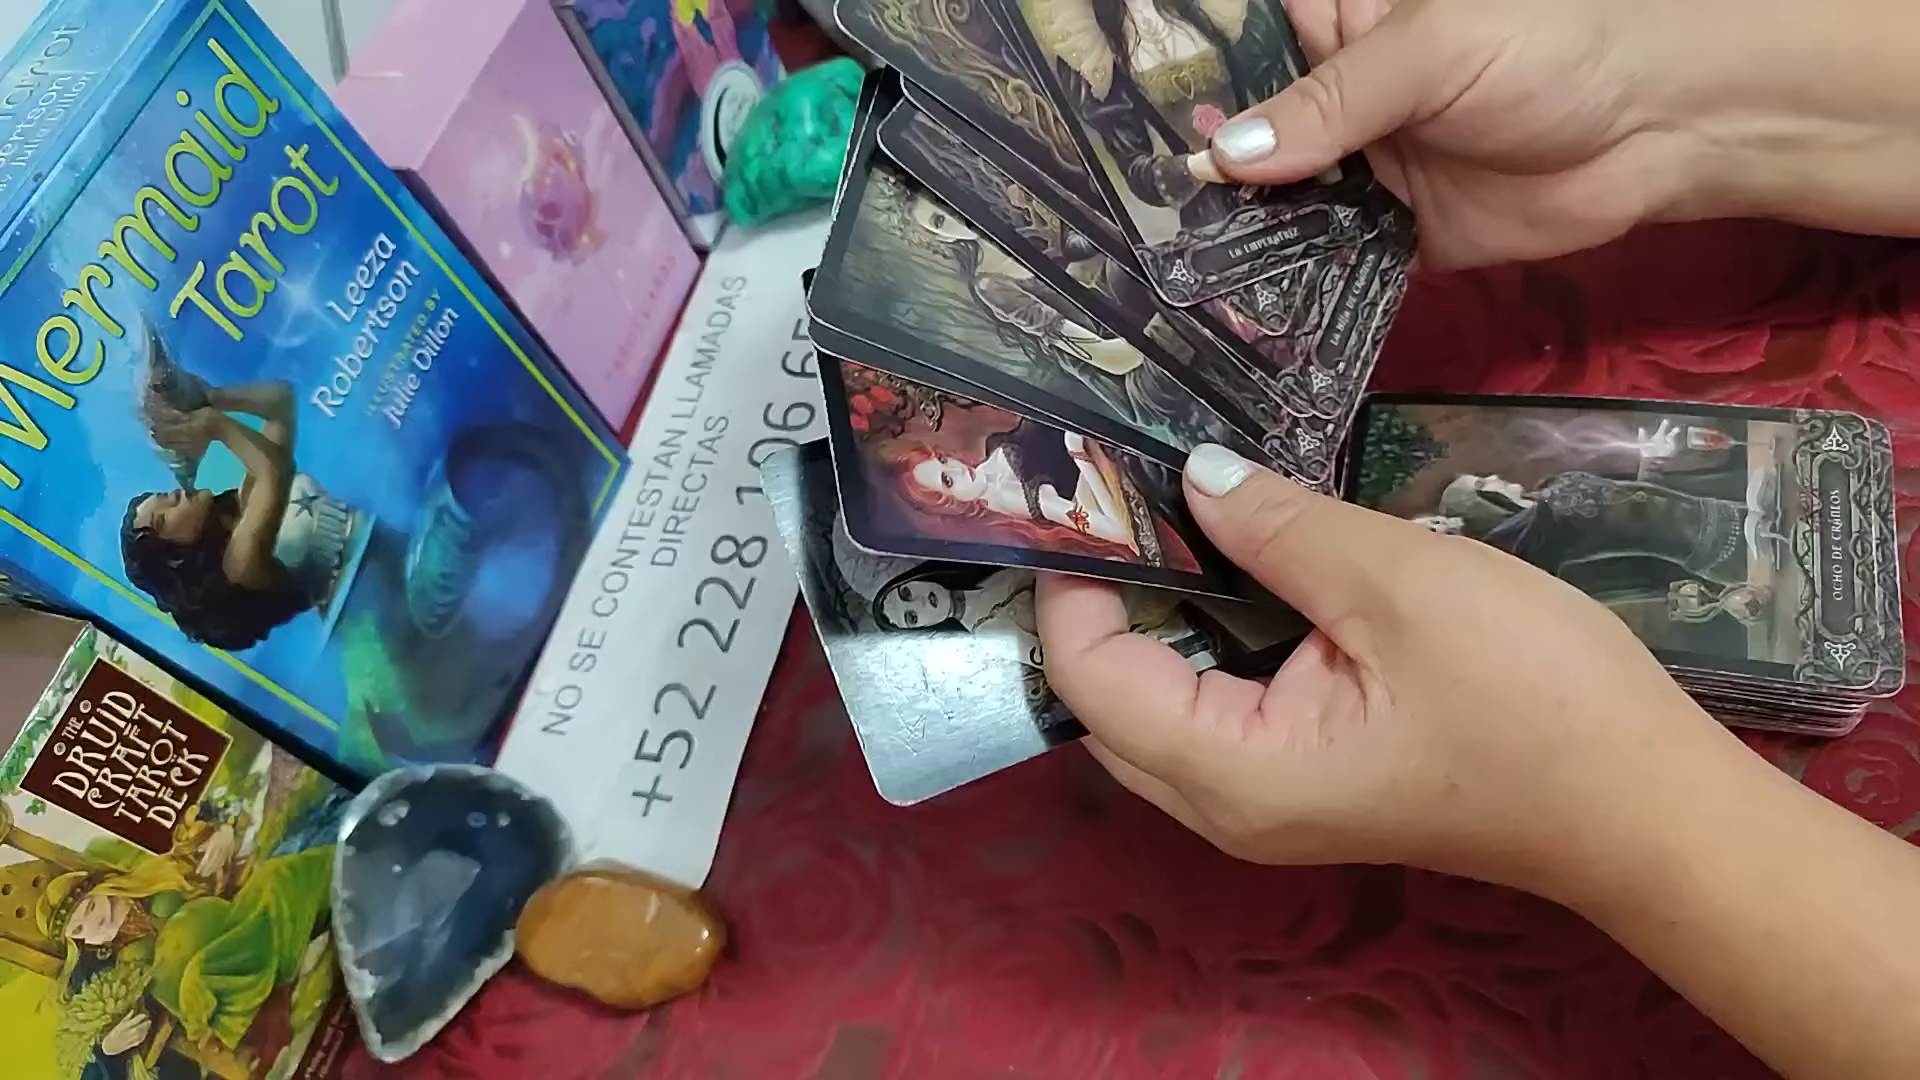 Mermaid
Tarot
Leeza
Robertson
ILLUSTRATED BY
Julie Dillon
THE
DRUID
CRAFT
TAROT
DECK
NO SE CONTESTAN LLAMADAS
DIRECTAS
+52 228 106 65
LA EMPERATRIZ
OCHO DE CRÁNEOS